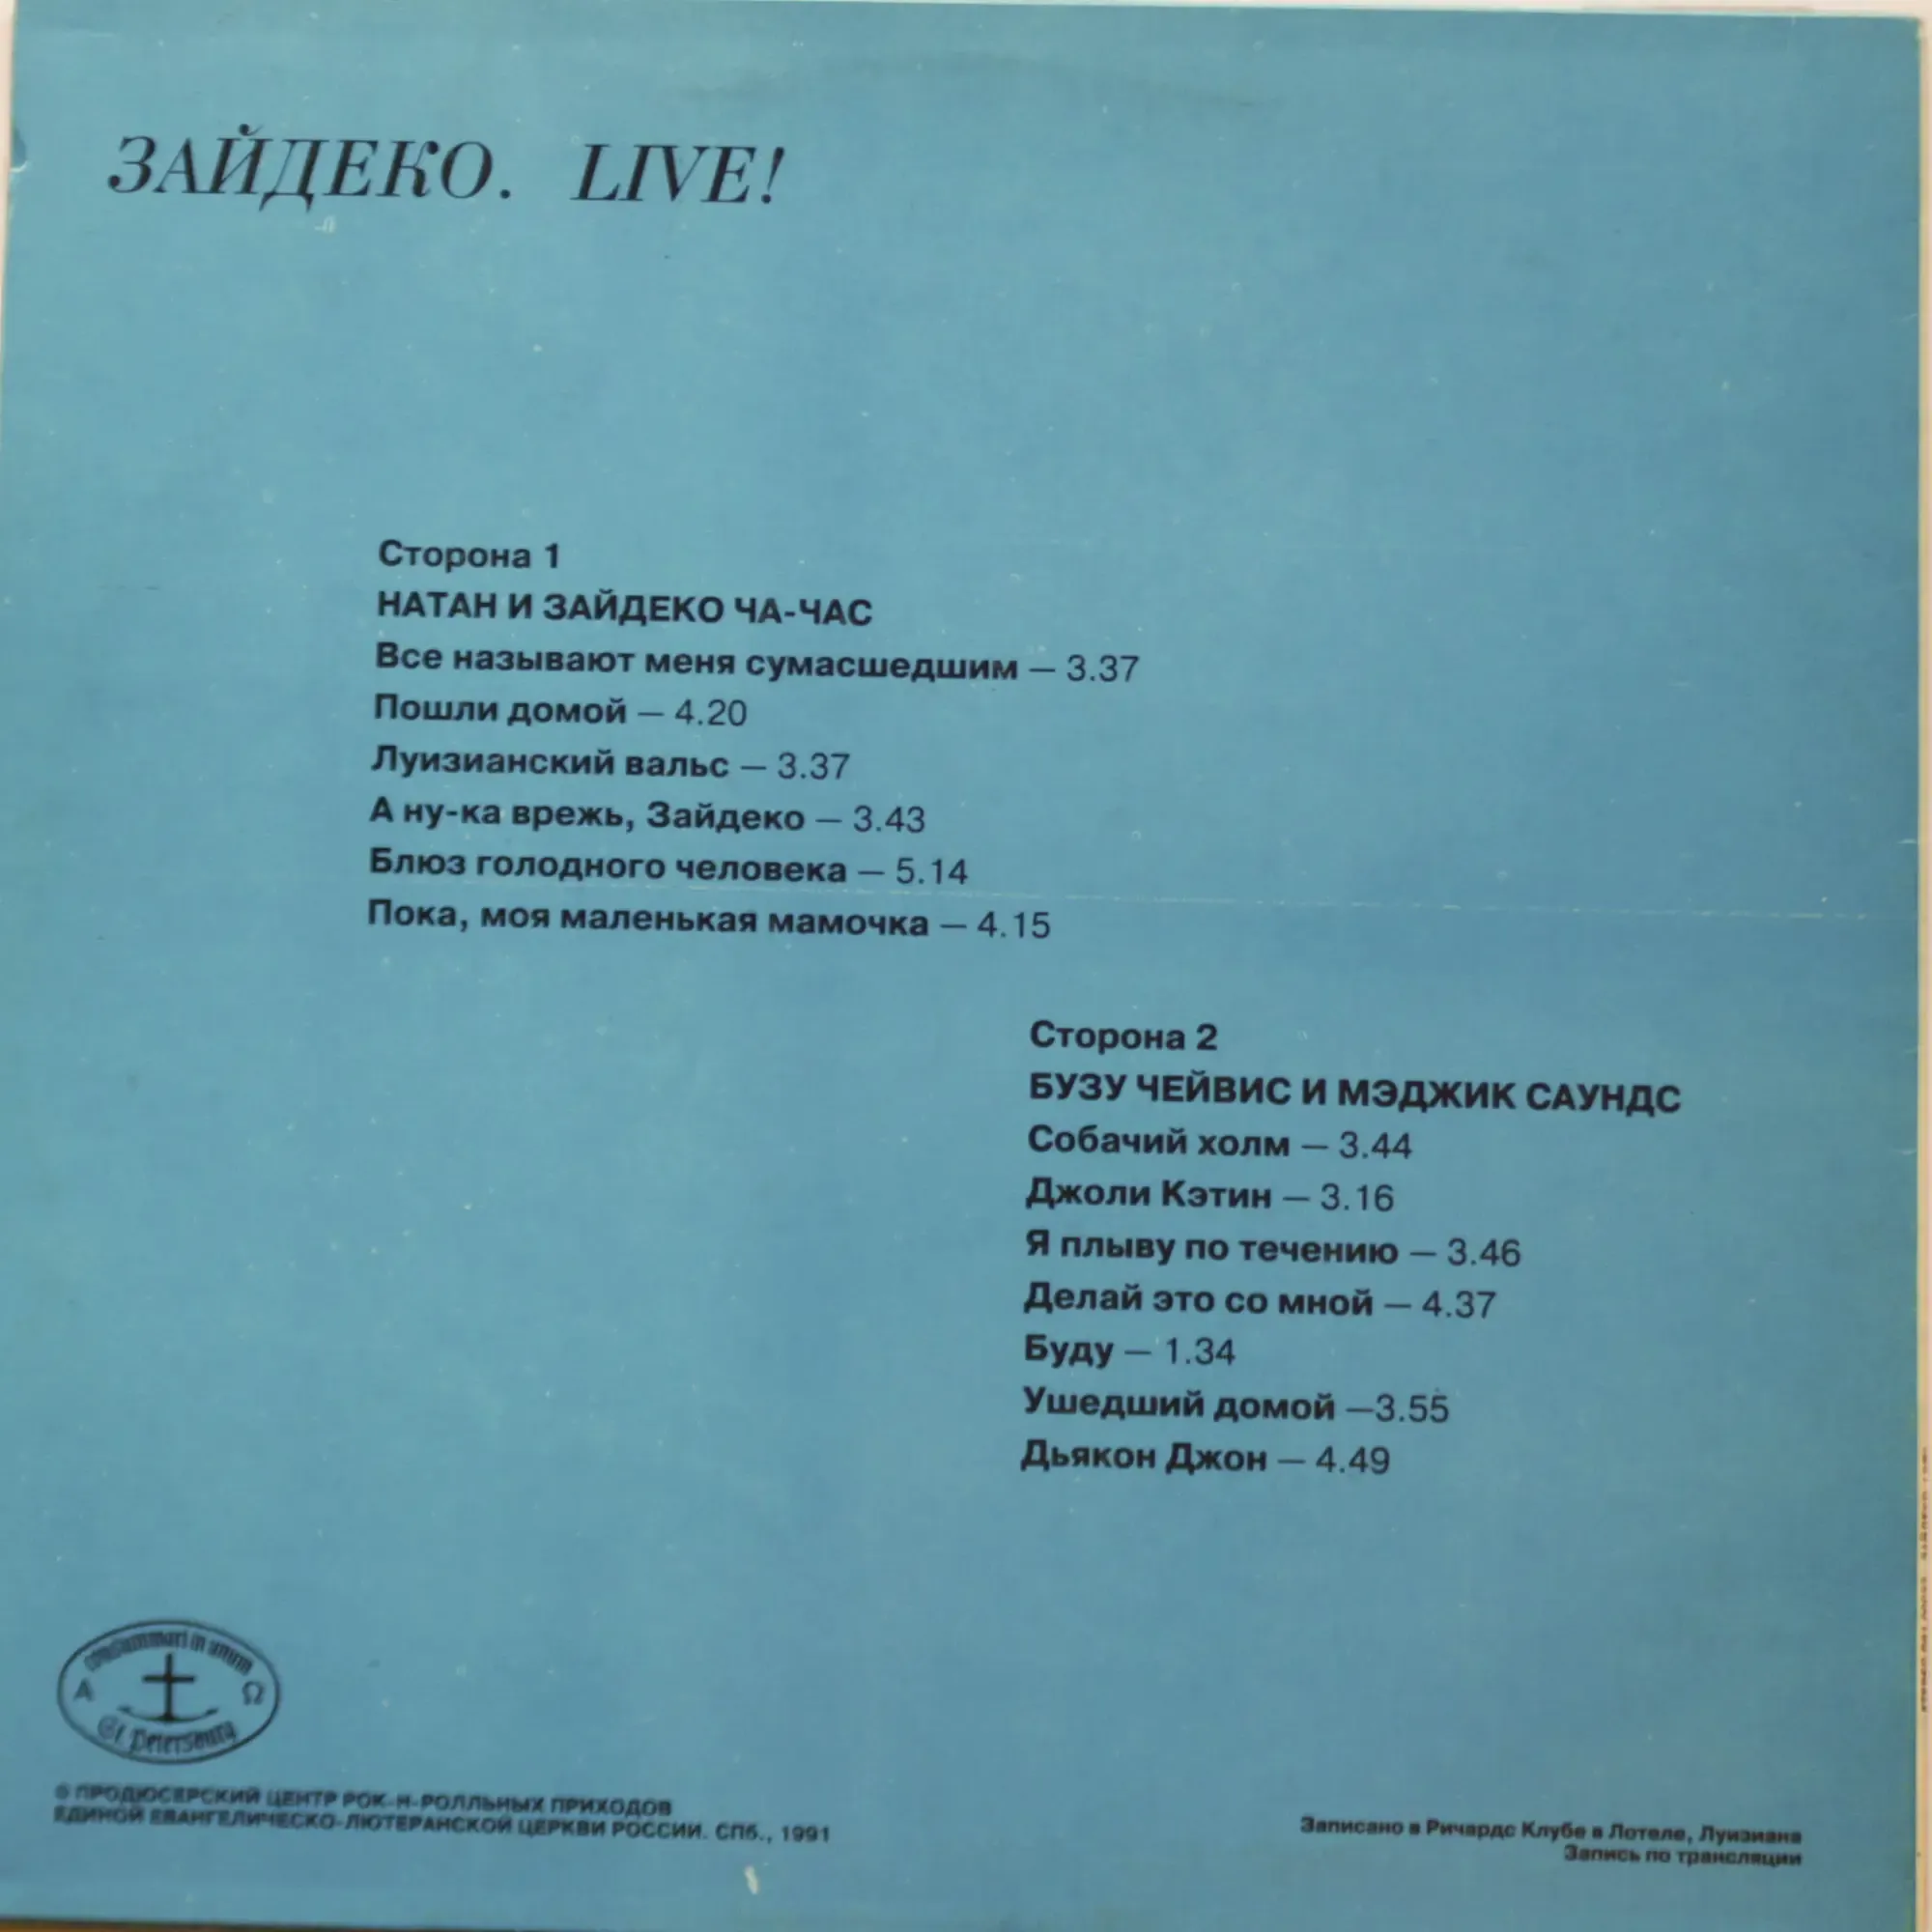 ЗАЙДЕКО. LIVE!
Сторона 1
НАТАН И ЗАЙДЕКО ЧА-ЧАС
Все называют меня сумасшедшим — 3.37
Пошли домой — 4.20
Луизианский вальс — 3.37
А ну-ка врежь, Зайдеко — 3.43
Блюз голодного человека — 5.14
Пока, моя маленькая мамочка — 4.15
Сторона 2
БУЗУ ЧЕЙВИС И МЭДЖИК САУНДС
Собачий холм — 3.44
Джоли Кэтин — 3.16
Я плыву по течению — 3.46
Делай это со мной — 4.37
Буду — 1.34
Ушедший домой —3.55
Дьякон Джон — 4.49
in unum
Α Ω
St. Petersburg
© ПРОДЮСЕРСКИЙ ЦЕНТР РОК-Н-РОЛЛЬНЫХ ПРИХОДОВ
ЕДИНОЙ ЕВАНГЕЛИЧЕСКО-ЛЮТЕРАНСКОЙ ЦЕРКВИ РОССИИ. СПб., 1991
Записано в Ричардс Клубе в Лотеле, Луизиана
Запись по трансляции